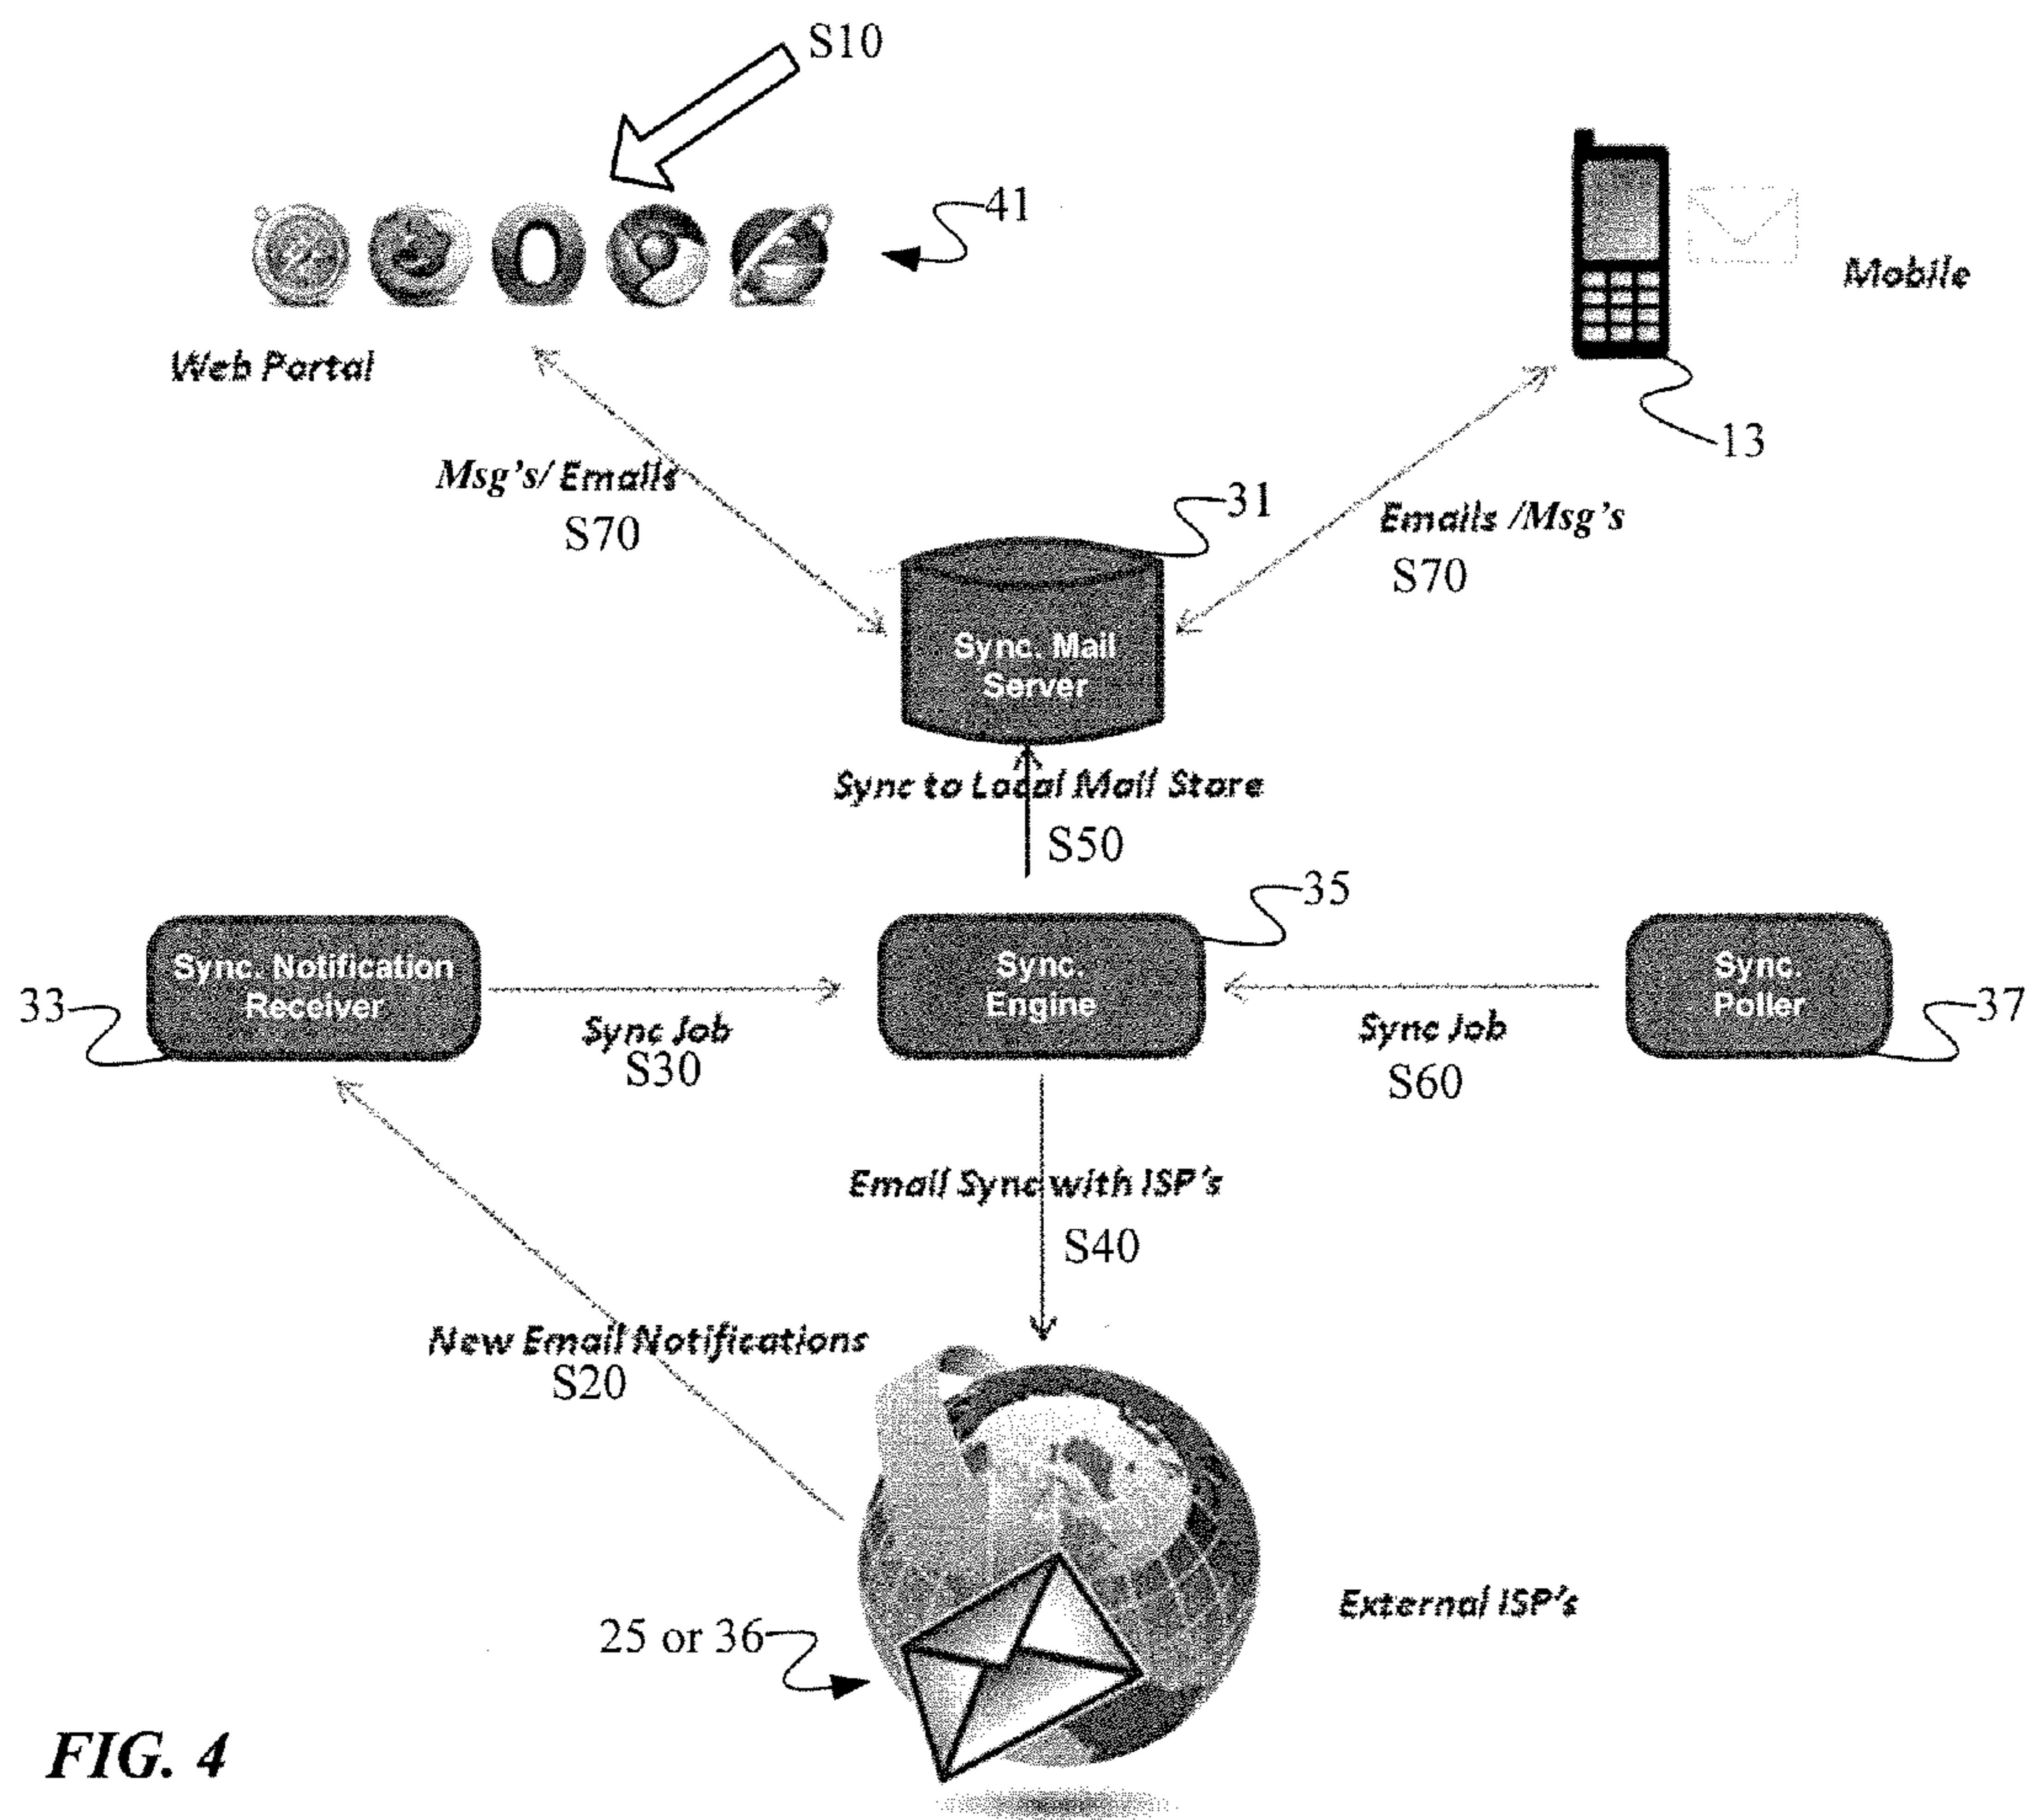 S10
41
Mobile
Web Portal
13
Msg's/ Emails
S70
31
Emails /Msg's
S70
Sync. Mail
Server
Sync to Local Mail Store
S50
35
Sync. Notification
Receiver
Sync.
Engine
Sync.
Poller
33
37
Sync Job
S30
Sync Job
S60
Email Sync with ISP's
S40
New Email Notifications
S20
External ISP's
25 or 36
FIG. 4